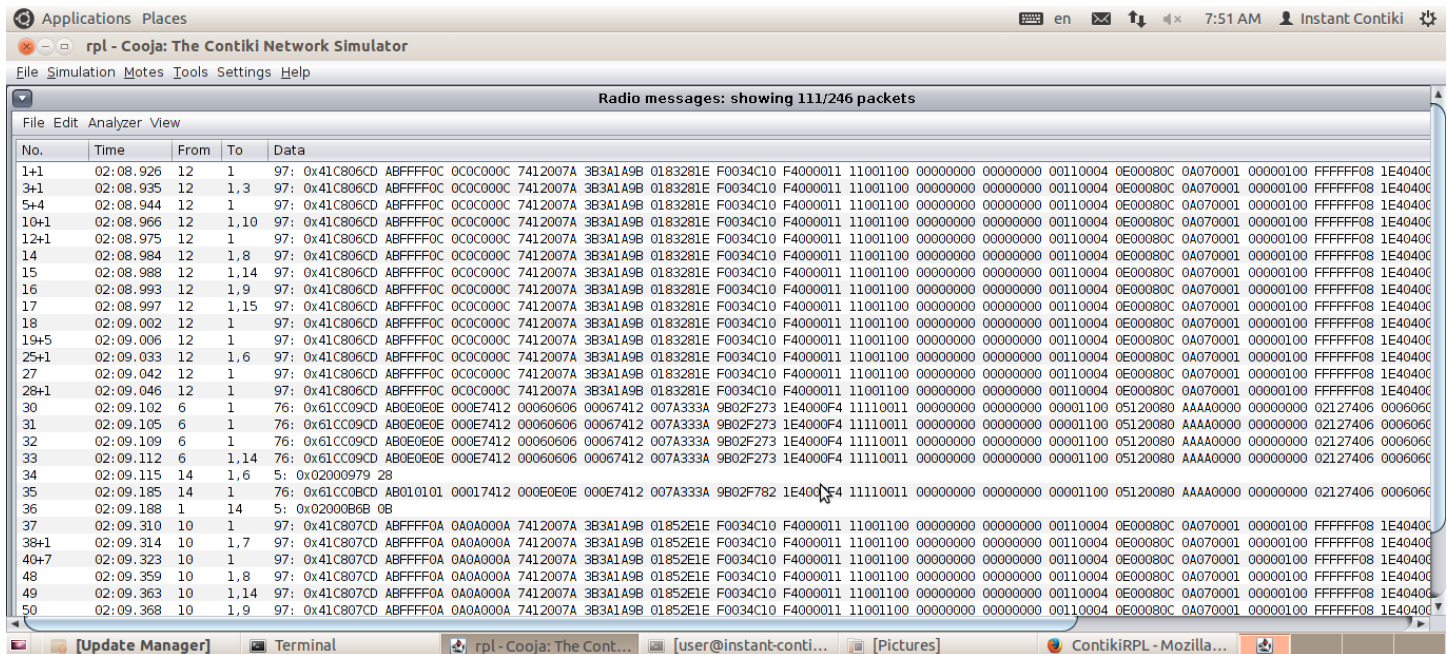 Applications Places en 7:51 AM Instant Contiki
rpl - Cooja: The Contiki Network Simulator
File Simulation Motes Tools Settings Help
Radio messages: showing 111/246 packets
File Edit Analyzer View
No. Time From To Data
1+1 02:08.926 12 1 97: 0x41C806CD ABFFFF0C 0C0C000C 7412007A 3B3A1A9B 0183281E F0034C10 F4000011 11001100 00000000 00000000 00110004 0E00080C 0A070001 00000100 FFFFFF08 1E40400
3+1 02:08.935 12 1,3 97: 0x41C806CD ABFFFF0C 0C0C000C 7412007A 3B3A1A9B 0183281E F0034C10 F4000011 11001100 00000000 00000000 00110004 0E00080C 0A070001 00000100 FFFFFF08 1E40400
5+4 02:08.944 12 1 97: 0x41C806CD ABFFFF0C 0C0C000C 7412007A 3B3A1A9B 0183281E F0034C10 F4000011 11001100 00000000 00000000 00110004 0E00080C 0A070001 00000100 FFFFFF08 1E40400
10+1 02:08.966 12 1,10 97: 0x41C806CD ABFFFF0C 0C0C000C 7412007A 3B3A1A9B 0183281E F0034C10 F4000011 11001100 00000000 00000000 00110004 0E00080C 0A070001 00000100 FFFFFF08 1E40400
12+1 02:08.975 12 1 97: 0x41C806CD ABFFFF0C 0C0C000C 7412007A 3B3A1A9B 0183281E F0034C10 F4000011 11001100 00000000 00000000 00110004 0E00080C 0A070001 00000100 FFFFFF08 1E40400
14 02:08.984 12 1,8 97: 0x41C806CD ABFFFF0C 0C0C000C 7412007A 3B3A1A9B 0183281E F0034C10 F4000011 11001100 00000000 00000000 00110004 0E00080C 0A070001 00000100 FFFFFF08 1E40400
15 02:08.988 12 1,14 97: 0x41C806CD ABFFFF0C 0C0C000C 7412007A 3B3A1A9B 0183281E F0034C10 F4000011 11001100 00000000 00000000 00110004 0E00080C 0A070001 00000100 FFFFFF08 1E40400
16 02:08.993 12 1,9 97: 0x41C806CD ABFFFF0C 0C0C000C 7412007A 3B3A1A9B 0183281E F0034C10 F4000011 11001100 00000000 00000000 00110004 0E00080C 0A070001 00000100 FFFFFF08 1E40400
17 02:08.997 12 1,15 97: 0x41C806CD ABFFFF0C 0C0C000C 7412007A 3B3A1A9B 0183281E F0034C10 F4000011 11001100 00000000 00000000 00110004 0E00080C 0A070001 00000100 FFFFFF08 1E40400
18 02:09.002 12 1 97: 0x41C806CD ABFFFF0C 0C0C000C 7412007A 3B3A1A9B 0183281E F0034C10 F4000011 11001100 00000000 00000000 00110004 0E00080C 0A070001 00000100 FFFFFF08 1E40400
19+5 02:09.006 12 1 97: 0x41C806CD ABFFFF0C 0C0C000C 7412007A 3B3A1A9B 0183281E F0034C10 F4000011 11001100 00000000 00000000 00110004 0E00080C 0A070001 00000100 FFFFFF08 1E40400
25+1 02:09.033 12 1,6 97: 0x41C806CD ABFFFF0C 0C0C000C 7412007A 3B3A1A9B 0183281E F0034C10 F4000011 11001100 00000000 00000000 00110004 0E00080C 0A070001 00000100 FFFFFF08 1E40400
27 02:09.042 12 1 97: 0x41C806CD ABFFFF0C 0C0C000C 7412007A 3B3A1A9B 0183281E F0034C10 F4000011 11001100 00000000 00000000 00110004 0E00080C 0A070001 00000100 FFFFFF08 1E40400
28+1 02:09.046 12 1 97: 0x41C806CD ABFFFF0C 0C0C000C 7412007A 3B3A1A9B 0183281E F0034C10 F4000011 11001100 00000000 00000000 00110004 0E00080C 0A070001 00000100 FFFFFF08 1E40400
30 02:09.102 6 1 76: 0x61CC09CD AB0E0E0E 000E7412 00060606 00067412 007A333A 9B02F273 1E4000F4 11110011 00000000 00000000 00001100 05120080 AAAA0000 00000000 02127406 0006060
31 02:09.105 6 1 76: 0x61CC09CD AB0E0E0E 000E7412 00060606 00067412 007A333A 9B02F273 1E4000F4 11110011 00000000 00000000 00001100 05120080 AAAA0000 00000000 02127406 0006060
32 02:09.109 6 1 76: 0x61CC09CD AB0E0E0E 000E7412 00060606 00067412 007A333A 9B02F273 1E4000F4 11110011 00000000 00000000 00001100 05120080 AAAA0000 00000000 02127406 0006060
33 02:09.112 6 1,14 76: 0x61CC09CD AB0E0E0E 000E7412 00060606 00067412 007A333A 9B02F273 1E4000F4 11110011 00000000 00000000 00001100 05120080 AAAA0000 00000000 02127406 0006060
34 02:09.115 14 1,6 5: 0x02000979 28
35 02:09.185 14 1 76: 0x61CC0BCD AB010101 00017412 000E0E0E 000E7412 007A333A 9B02F782 11110011 00000000 00000000 00001100 05120080 AAAA0000 00000000 02127406 0006060
36 02:09.188 1 14 5: 0x02000B6B 0B
37 02:09.310 10 1 97: 0x41C807CD ABFFFF0A 0A0A000A 7412007A 3B3A1A9B 01852E1E F0034C10 F4000011 11001100 00000000 00000000 00110004 0E00080C 0A070001 00000100 FFFFFF08 1E40400
38+1 02:09.314 10 1,7 97: 0x41C807CD ABFFFF0A 0A0A000A 7412007A 3B3A1A9B 01852E1E F0034C10 F4000011 11001100 00000000 00000000 00110004 0E00080C 0A070001 00000100 FFFFFF08 1E40400
40+7 02:09.323 10 1 97: 0x41C807CD ABFFFF0A 0A0A000A 7412007A 3B3A1A9B 01852E1E F0034C10 F4000011 11001100 00000000 00000000 00110004 0E00080C 0A070001 00000100 FFFFFF08 1E40400
48 02:09.359 10 1,8 97: 0x41C807CD ABFFFF0A 0A0A000A 7412007A 3B3A1A9B 01852E1E F0034C10 F4000011 11001100 00000000 00000000 00110004 0E00080C 0A070001 00000100 FFFFFF08 1E40400
49 02:09.363 10 1,14 97: 0x41C807CD ABFFFF0A 0A0A000A 7412007A 3B3A1A9B 01852E1E F0034C10 F4000011 11001100 00000000 00000000 00110004 0E00080C 0A070001 00000100 FFFFFF08 1E40400
50 02:09.368 10 1,9 97: 0x41C807CD ABFFFF0A 0A0A000A 7412007A 3B3A1A9B 01852E1E F0034C10 F4000011 11001100 00000000 00000000 00110004 0E00080C 0A070001 00000100 FFFFFF08 1E40400
[Update Manager] Terminal rpl - Cooja: The Cont... [user@instant-conti... [Pictures] ContikiRPL - Mozilla...